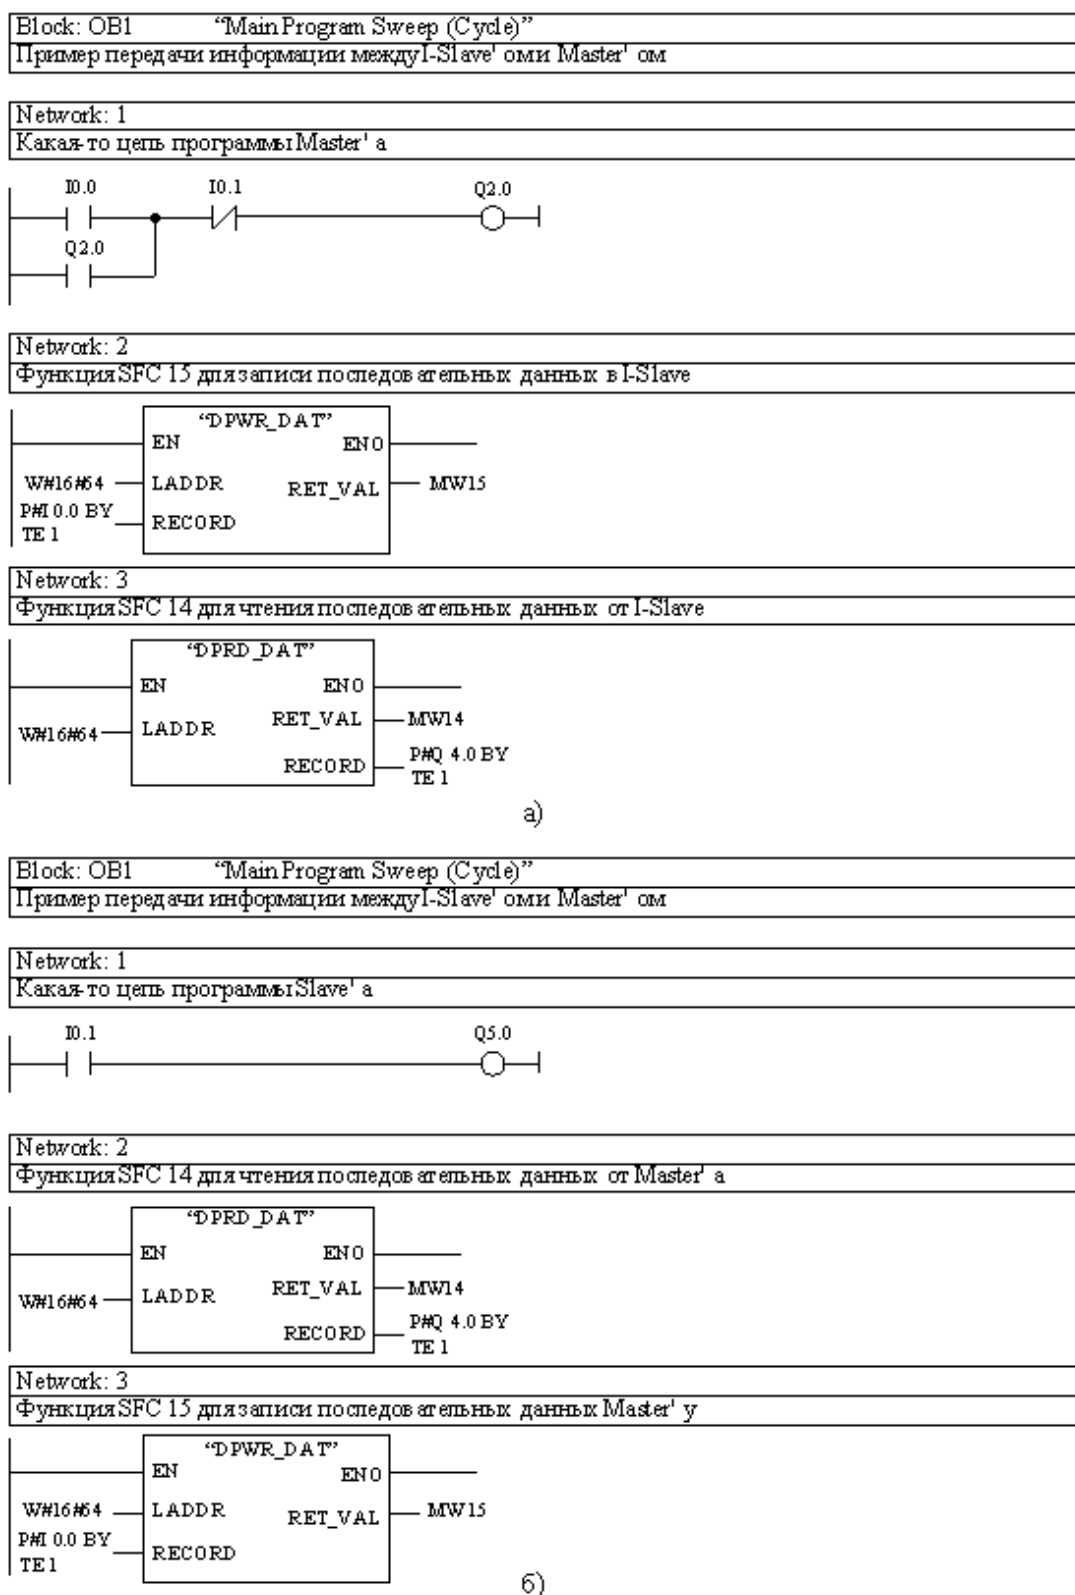 Block: OB1 “Main Program Sweep (Cycle)”
Пример передачи информации между I-Slave' ом и Master' ом
Network: 1
Какая-то цепь программы Master' а
I0.0 I0.1 Q2.0
Q2.0
Network: 2
Функция SFC 15 для записи последовательных данных в I-Slave
“DPWR_DAT”
EN ENO
W#16#64 LADDR RET_VAL MW15
P#I 0.0 BY
TE 1 RECORD
Network: 3
Функция SFC 14 для чтения последовательных данных от I-Slave
“DPRD_DAT”
EN ENO
W#16#64 LADDR RET_VAL MW14
RECORD P#Q 4.0 BY
TE 1
а)
Block: OB1 “Main Program Sweep (Cycle)”
Пример передачи информации между I-Slave' ом и Master' ом
Network: 1
Какая-то цепь программы Slave' а
I0.1 Q5.0
Network: 2
Функция SFC 14 для чтения последовательных данных от Master' а
“DPRD_DAT”
EN ENO
W#16#64 LADDR RET_VAL MW14
RECORD P#Q 4.0 BY
TE 1
Network: 3
Функция SFC 15 для записи последовательных данных Master' у
“DPWR_DAT”
EN ENO
W#16#64 LADDR RET_VAL MW15
P#I 0.0 BY
TE 1 RECORD
б)